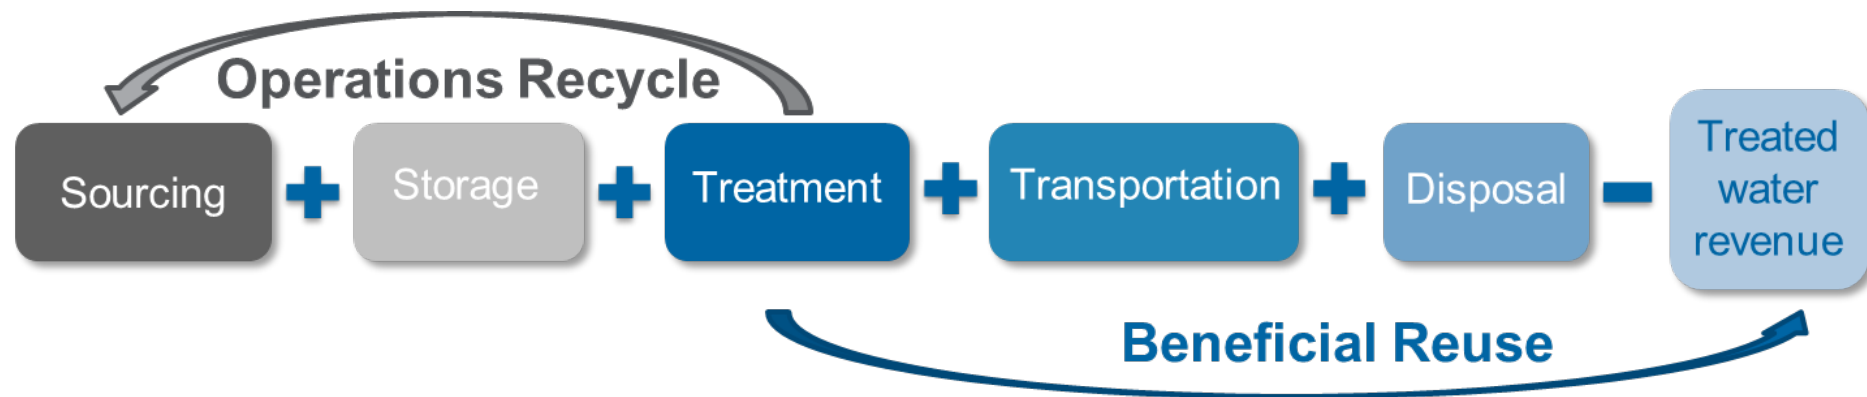 Operations Recycle
Sourcing
Storage
Treatment
Transportation
Disposal
Treated
water
revenue
Beneficial Reuse